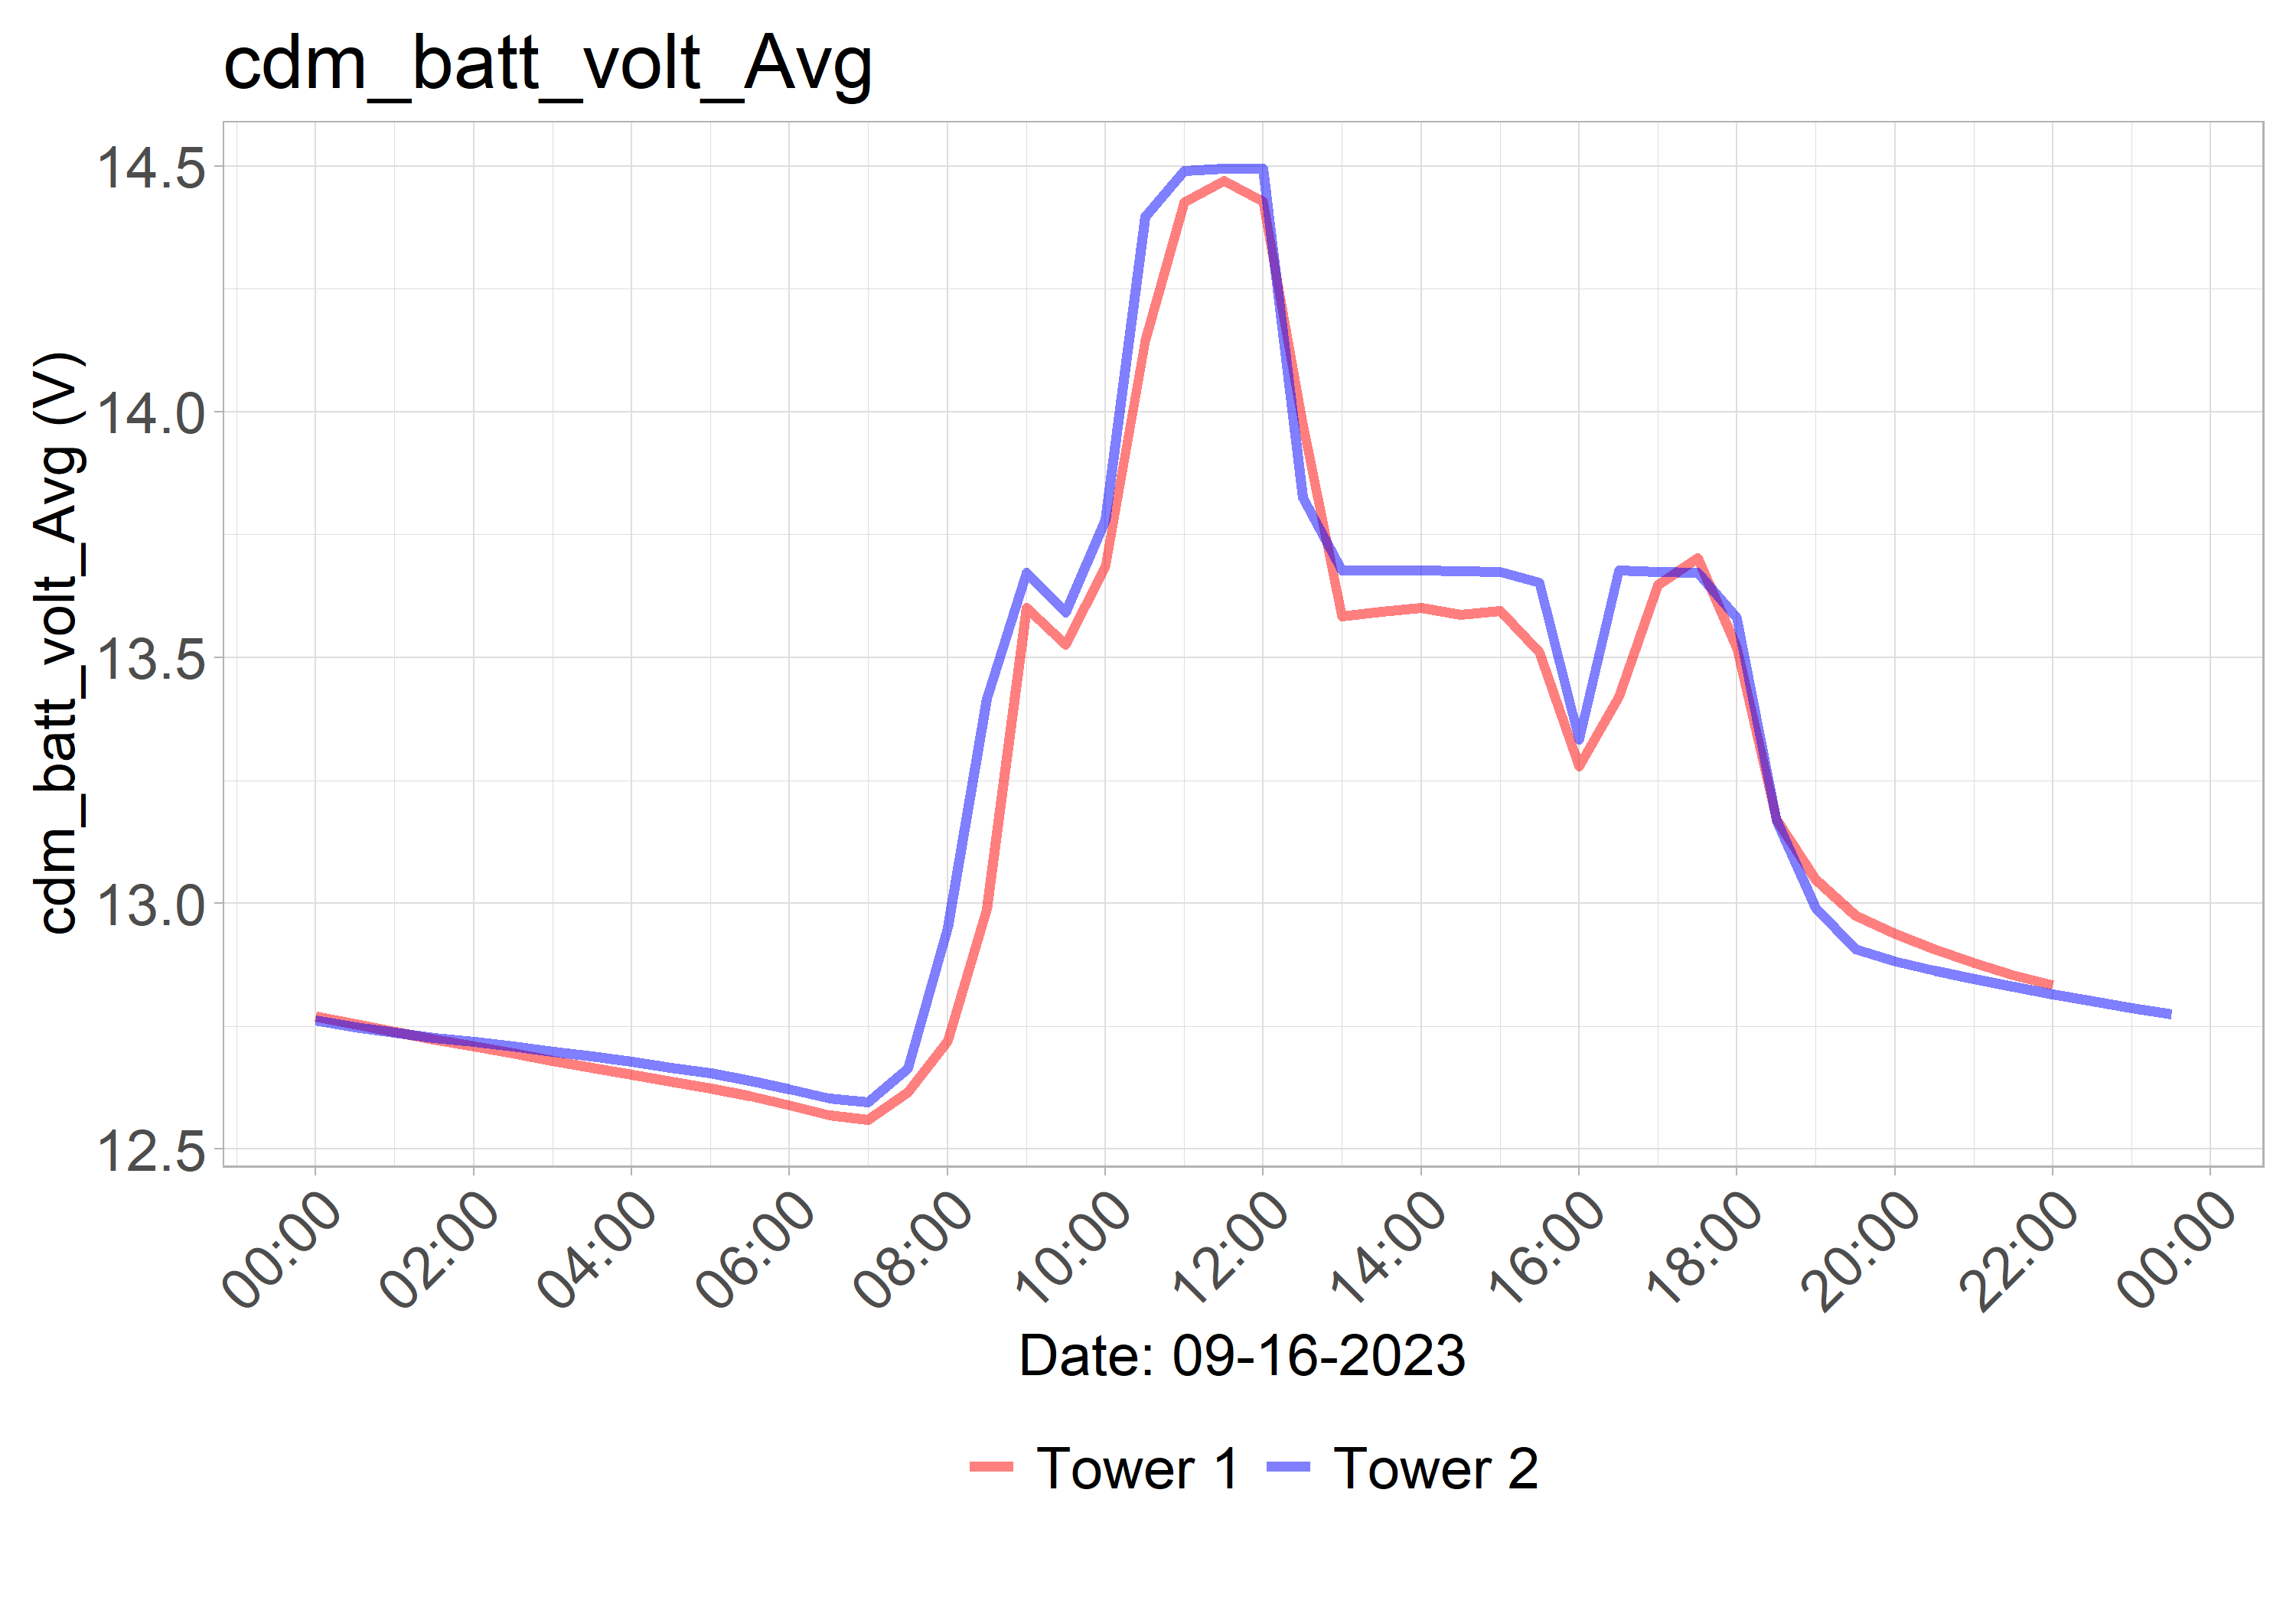 cdm_batt_volt_Avg
cdm_batt_volt_Avg (V)
14.5
14.0
13.5
13.0
12.5
00:00 02:00 04:00 06:00 08:00 10:00 12:00 14:00 16:00 18:00 20:00 22:00 00:00
Date: 09-16-2023
Tower 1 Tower 2